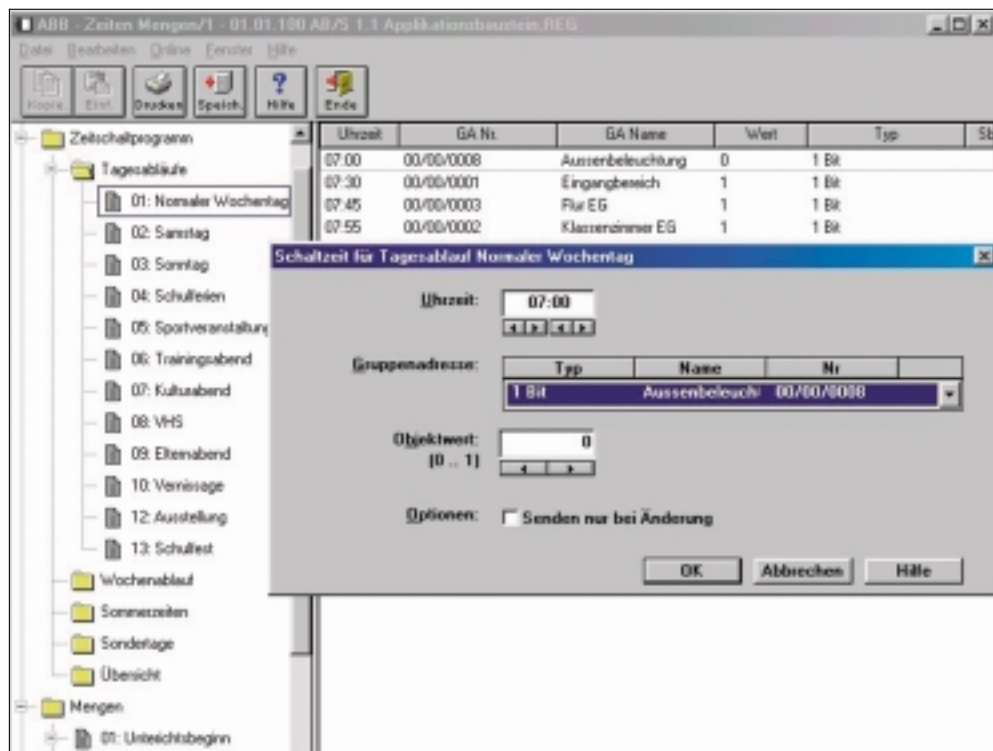 ABB - Zeiten Mengen/1 - 01.01.100 AB/S 1.1 Applikationsbaustein.REG
Datei Bearbeiten Online Fenster Hilfe
Kopie. Einf. Drucken Speich. Hilfe Ende
Zeitschaltprogramm
Tagesabläufe
01: Normaler Wochentag
02: Samstag
03: Sonntag
04: Schulferien
05: Sportveranstaltung
06: Trainingsabend
07: Kulturabend
08: VHS
09: Elternabend
10: Vernissage
12: Ausstellung
13: Schulfest
Wochenablauf
Sommerzeiten
Sondertage
Übersicht
Mengen
01: Unterichtsbeginn
Uhrzeit GA Nr. GA Name Wert Typ
07:00 00/00/0008 Aussenbeleuchtung 0 1 Bit
07:30 00/00/0001 Eingangbereich 1 1 Bit
07:45 00/00/0003 Flur EG 1 1 Bit
07:55 00/00/0002 Klassenzimmer EG 1 1 Bit
Schaltzeit für Tagesablauf Normaler Wochentag
Uhrzeit: 07:00
Gruppenadresse: Typ Name Nr
1 Bit Aussenbeleuch 00/00/0008
Objektwert: 0
(0 .. 1)
Optionen: Senden nur bei Änderung
OK Abbrechen Hilfe